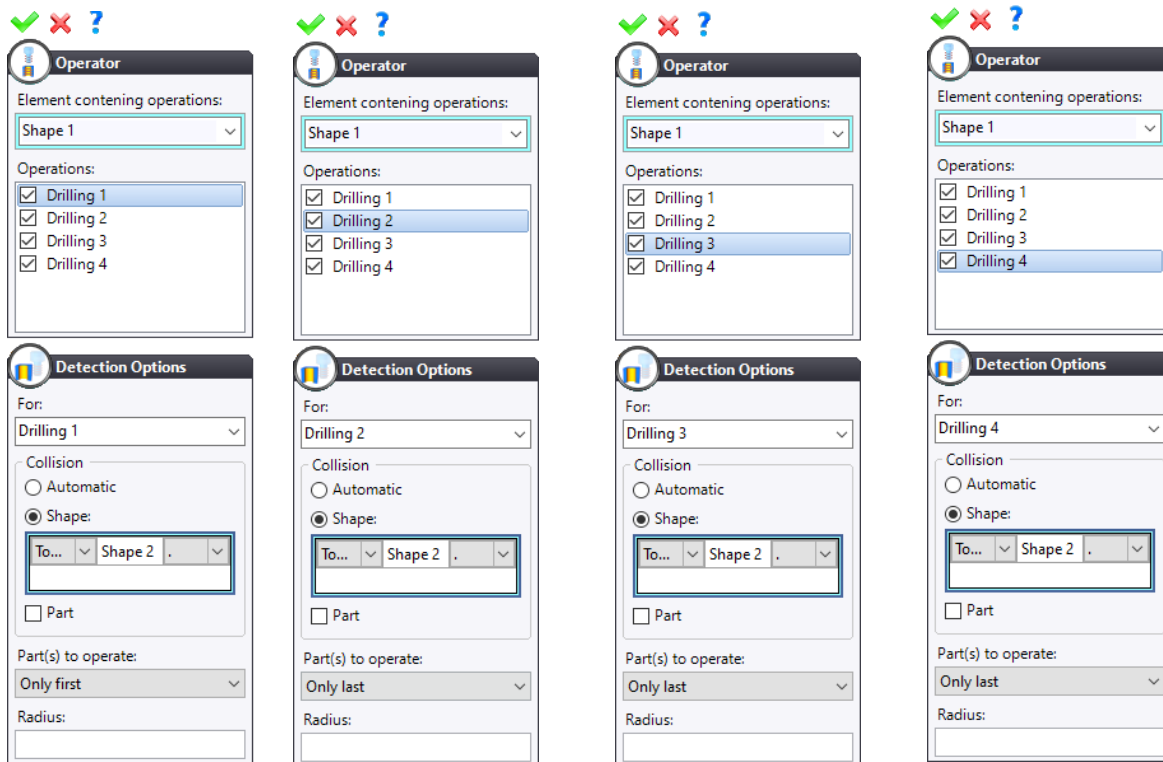 ?
Operator
Element contening operations:
Shape 1
Operations:
Drilling 1
Drilling 2
Drilling 3
Drilling 4
Detection Options
For:
Drilling 1
Collision
Automatic
Shape:
To... Shape 2 .
Part
Part(s) to operate:
Only first
Radius:
?
Operator
Element contening operations:
Shape 1
Operations:
Drilling 1
Drilling 2
Drilling 3
Drilling 4
Detection Options
For:
Drilling 2
Collision
Automatic
Shape:
To... Shape 2 .
Part
Part(s) to operate:
Only last
Radius:
?
Operator
Element contening operations:
Shape 1
Operations:
Drilling 1
Drilling 2
Drilling 3
Drilling 4
Detection Options
For:
Drilling 3
Collision
Automatic
Shape:
To... Shape 2 .
Part
Part(s) to operate:
Only last
Radius:
?
Operator
Element contening operations:
Shape 1
Operations:
Drilling 1
Drilling 2
Drilling 3
Drilling 4
Detection Options
For:
Drilling 4
Collision
Automatic
Shape:
To... Shape 2 .
Part
Part(s) to operate:
Only last
Radius: